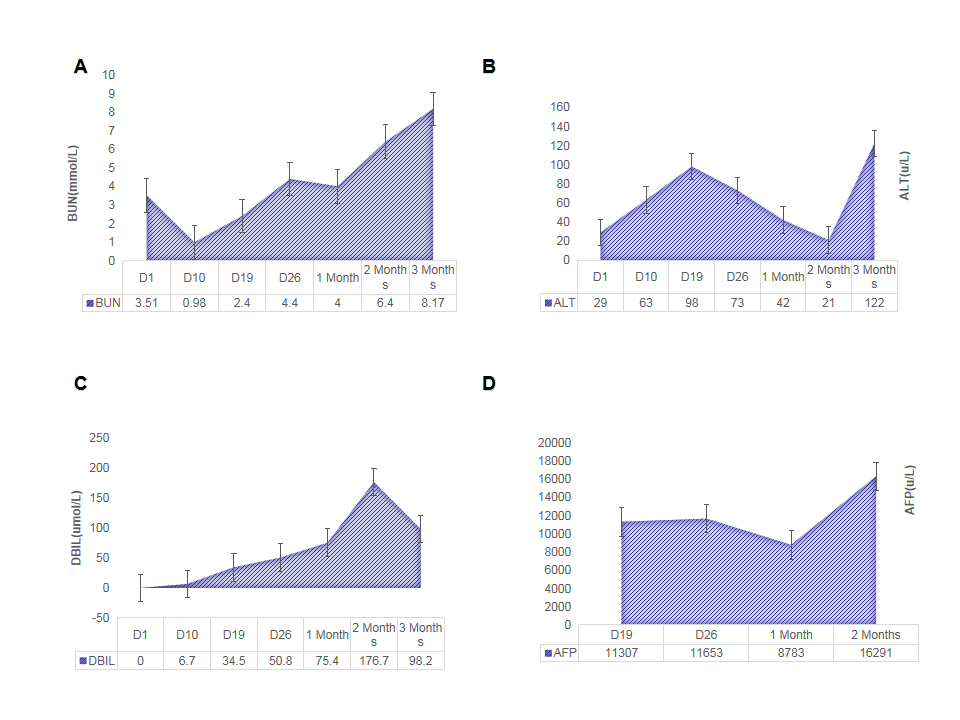 A
BUN(mmol/L)
10
9
8
7
6
5
4
3
2
1
0
D1 D10 D19 D26 1 Month 2 Month s 3 Month s
BUN 3.51 0.98 2.4 4.4 4 6.4 8.17
B
160
140
120
100
80
60
40
20
0
ALT(u/L)
D1 D10 D19 D26 1 Month 2 Month s 3 Month s
ALT 29 63 98 73 42 21 122
C
DBIL(umol/L)
250
200
150
100
50
0
-50
D1 D10 D19 D26 1 Month 2 Month s 3 Month s
DBIL 0 6.7 34.5 50.8 75.4 176.7 98.2
D
20000
18000
16000
14000
12000
10000
8000
6000
4000
2000
0
AFP(u/L)
D19 D26 1 Month 2 Months
AFP 11307 11653 8783 16291